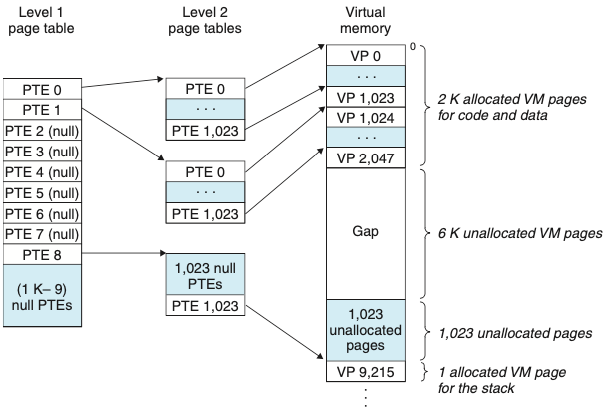 Level 1
page table
Level 2
page tables
Virtual
memory
PTE 0
PTE 1
PTE 2 (null)
PTE 3 (null)
PTE 4 (null)
PTE 5 (null)
PTE 6 (null)
PTE 7 (null)
PTE 8
(1 K– 9)
null PTEs
PTE 0
. . .
PTE 1,023
PTE 0
. . .
PTE 1,023
1,023 null
PTEs
PTE 1,023
0
VP 0
. . .
VP 1,023
VP 1,024
. . .
VP 2,047
Gap
1,023
unallocated
pages
VP 9,215
2 K allocated VM pages
for code and data
6 K unallocated VM pages
1,023 unallocated pages
1 allocated VM page
for the stack